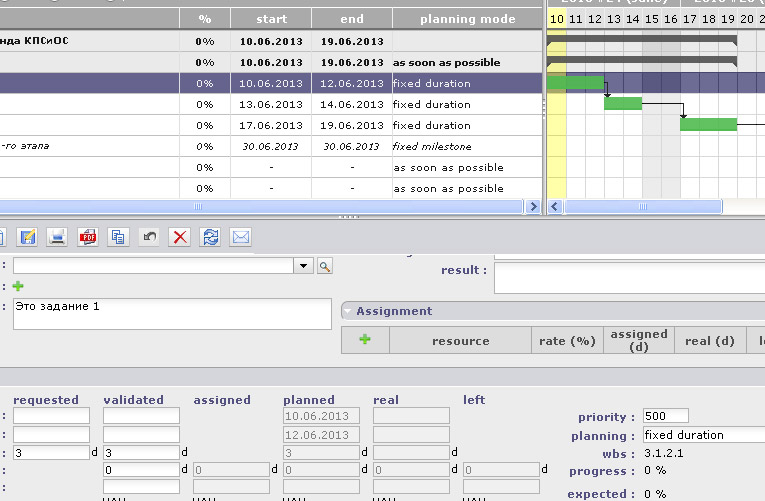 % start end planning mode 10 11 12 13 14 15 16 17 18 19 20
нда КПСиОС 0% 10.06.2013 19.06.2013
0% 10.06.2013 19.06.2013 as soon as possible
0% 10.06.2013 12.06.2013 fixed duration
0% 13.06.2013 14.06.2013 fixed duration
0% 17.06.2013 19.06.2013 fixed duration
-го этапа 0% 30.06.2013 30.06.2013 fixed milestone
0% - - as soon as possible
0% - - as soon as possible
PDF
:
result :
:
: Это задание 1
Assignment
resource rate (%) assigned (d) real (d)
requested validated assigned planned real left
: 10.06.2013 priority : 500
: 12.06.2013 planning : fixed duration
: 3 d 3 d 3 d d wbs : 3.1.2.1
: 0 d 0 d 0 d 0 d 0 d progress : 0 %
expected : 0 %